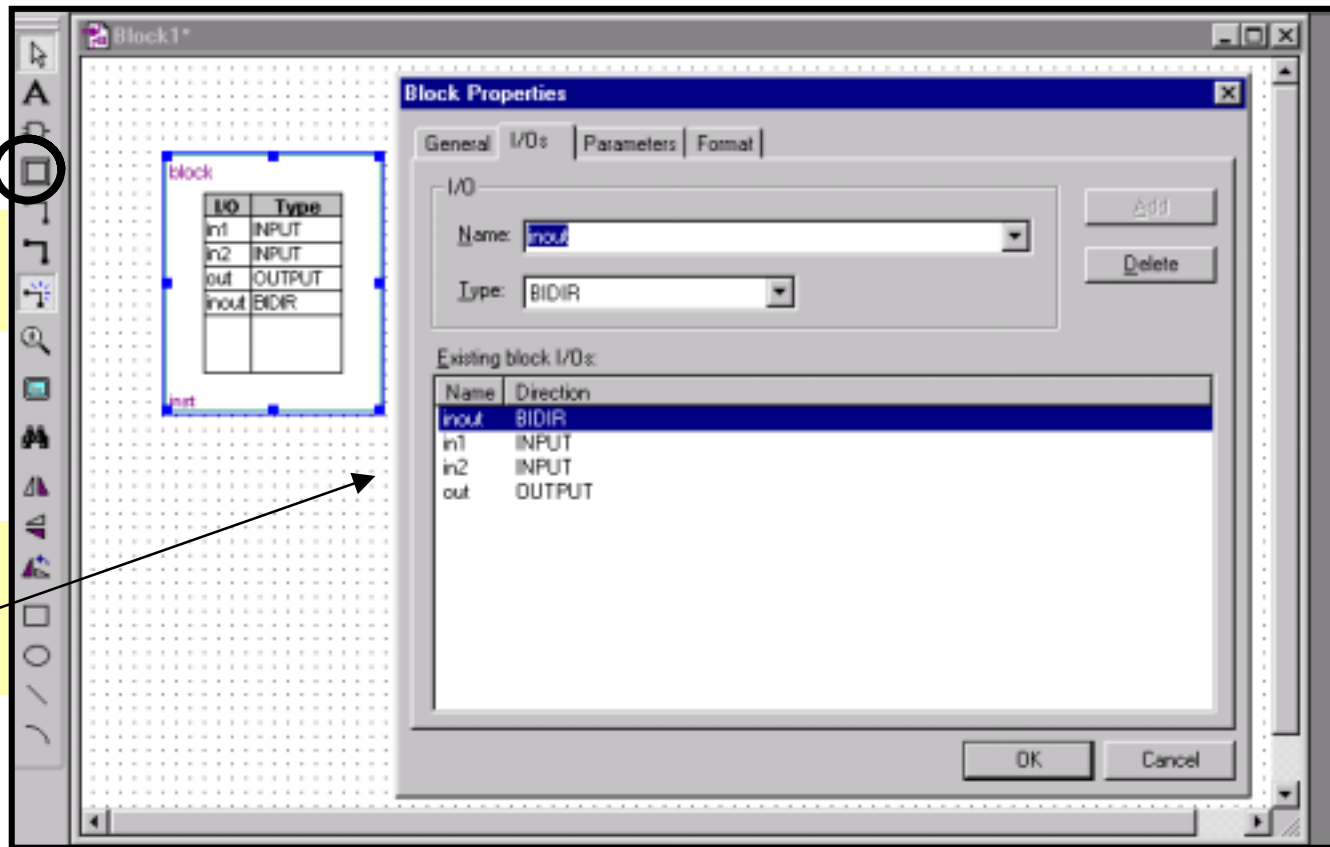 Block1*
A
block
I/O Type
in1 INPUT
in2 INPUT
out OUTPUT
inout BIDIR
inst
Block Properties
General I/Os Parameters Format
I/O
Name: inout
Type: BIDIR
Add
Delete
Existing block I/Os:
Name Direction
inout BIDIR
in1 INPUT
in2 INPUT
out OUTPUT
OK Cancel